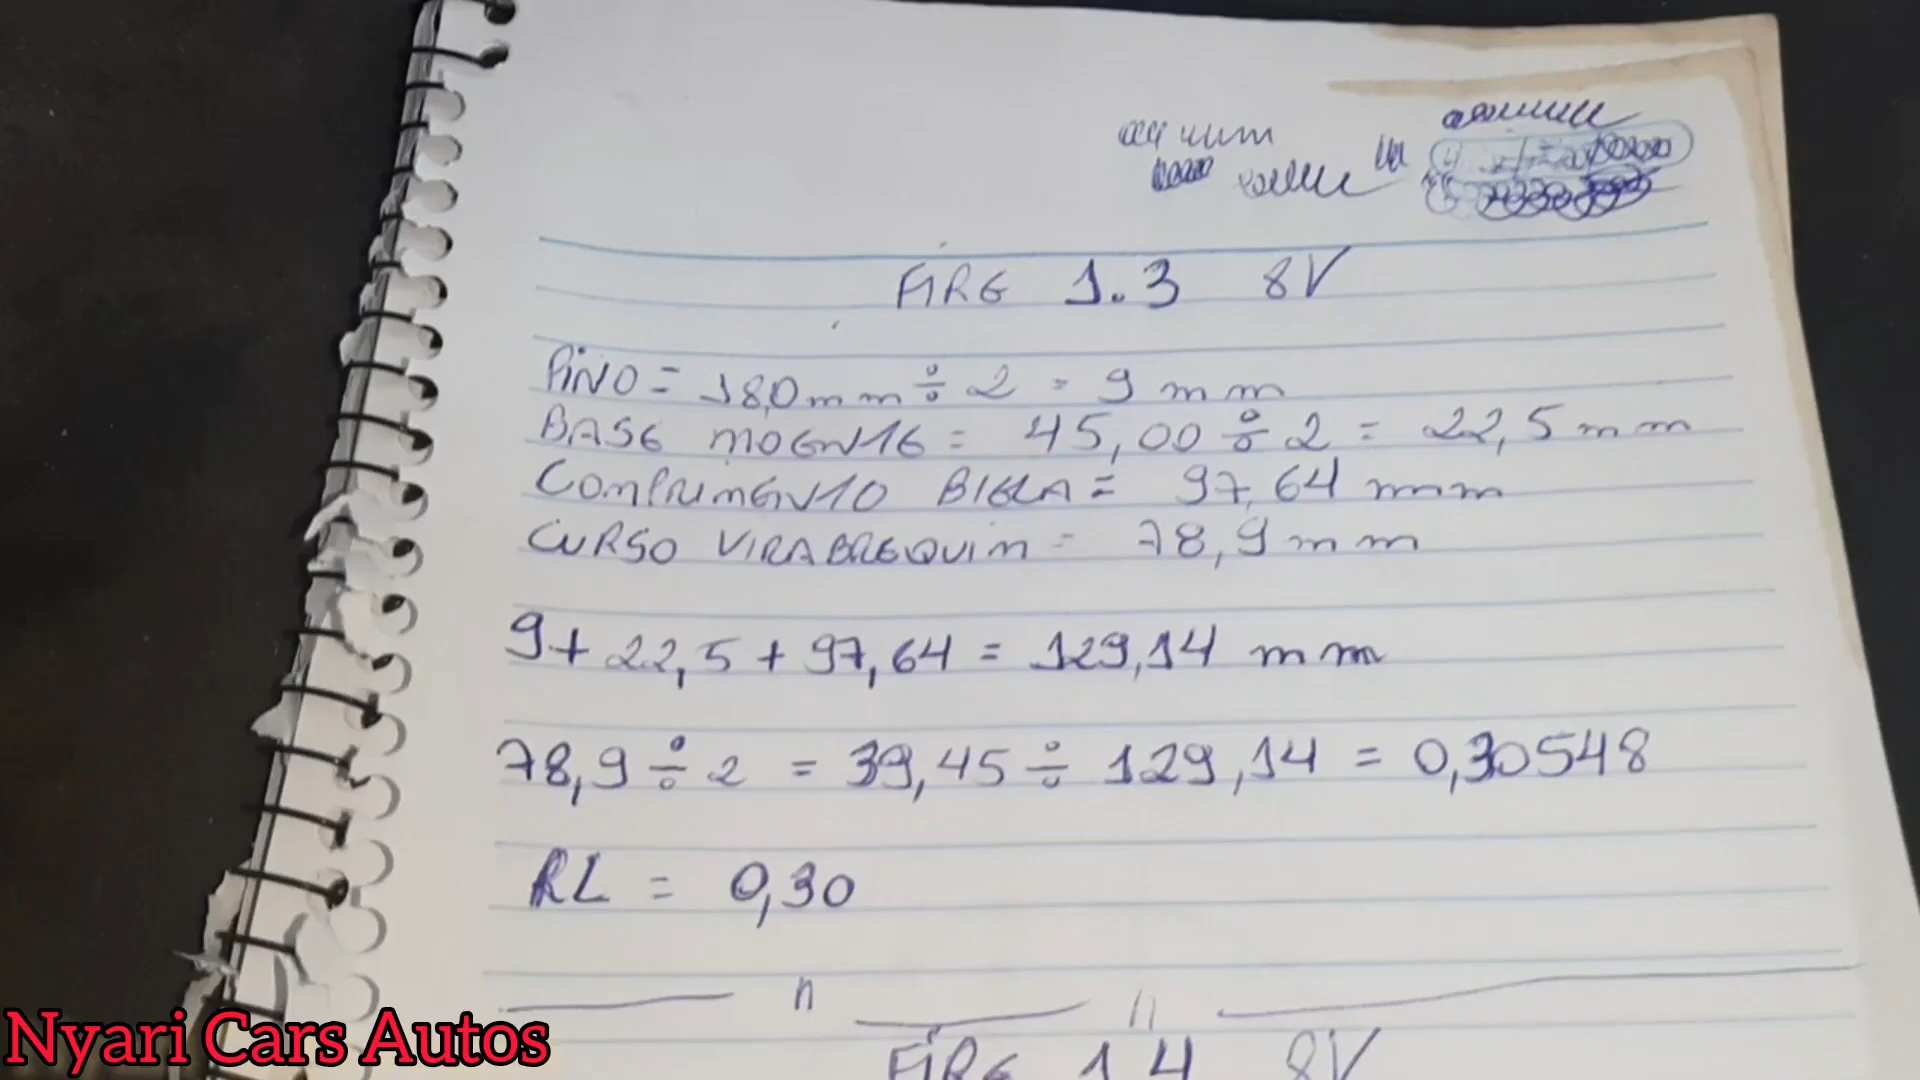 FIRE 1.3 8V
PINO = 18,0 mm ÷ 2 = 9 mm
BASE MOENTE = 45,00 ÷ 2 = 22,5 mm
COMPRIMENTO BIELA = 97,64 mm
CURSO VIRABREQUIM = 78,9 mm
9 + 22,5 + 97,64 = 129,14 mm
78,9 ÷ 2 = 39,45 ÷ 129,14 = 0,30548
RL = 0,30
FIRE 1.4 8V
Nyari Cars Autos